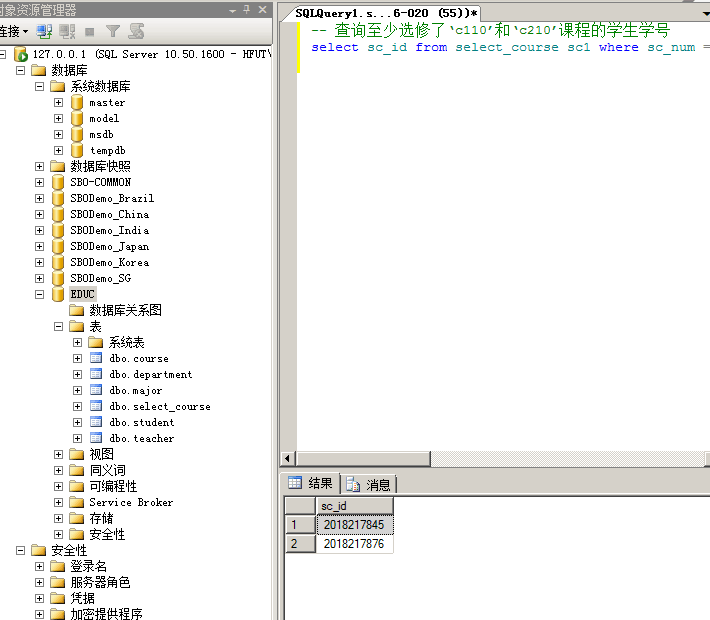 对象资源管理器
连接
127.0.0.1 (SQL Server 10.50.1600 - HFUT\
数据库
系统数据库
master
model
msdb
tempdb
数据库快照
SBO-COMMON
SBODemo_Brazil
SBODemo_China
SBODemo_India
SBODemo_Japan
SBODemo_Korea
SBODemo_SG
EDUC
数据库关系图
表
系统表
dbo.course
dbo.department
dbo.major
dbo.select_course
dbo.student
dbo.teacher
视图
同义词
可编程性
Service Broker
存储
安全性
安全性
登录名
服务器角色
凭据
加密提供程序
SQLQuery1.s...6-020 (55))*
-- 查询至少选修了‘c110’和‘c210’课程的学生学号
select sc_id from select_course sc1 where sc_num =
结果 消息
sc_id
1 2018217845
2 2018217876